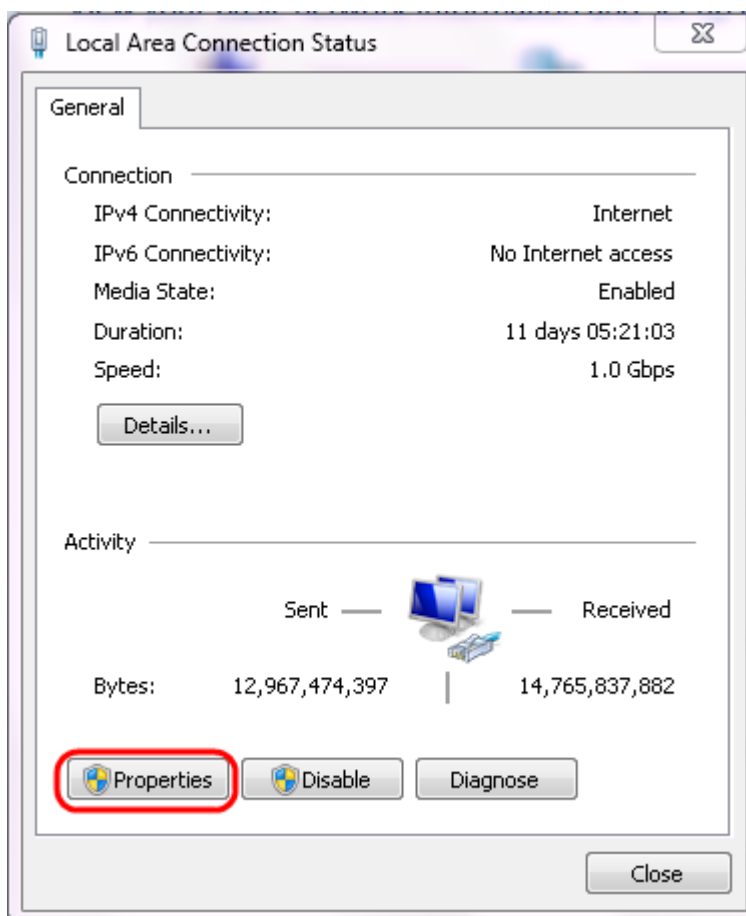 Local Area Connection Status
General
Connection
IPv4 Connectivity: Internet
IPv6 Connectivity: No Internet access
Media State: Enabled
Duration: 11 days 05:21:03
Speed: 1.0 Gbps
Details...
Activity
Sent Received
Bytes: 12,967,474,397 14,765,837,882
Properties Disable Diagnose
Close